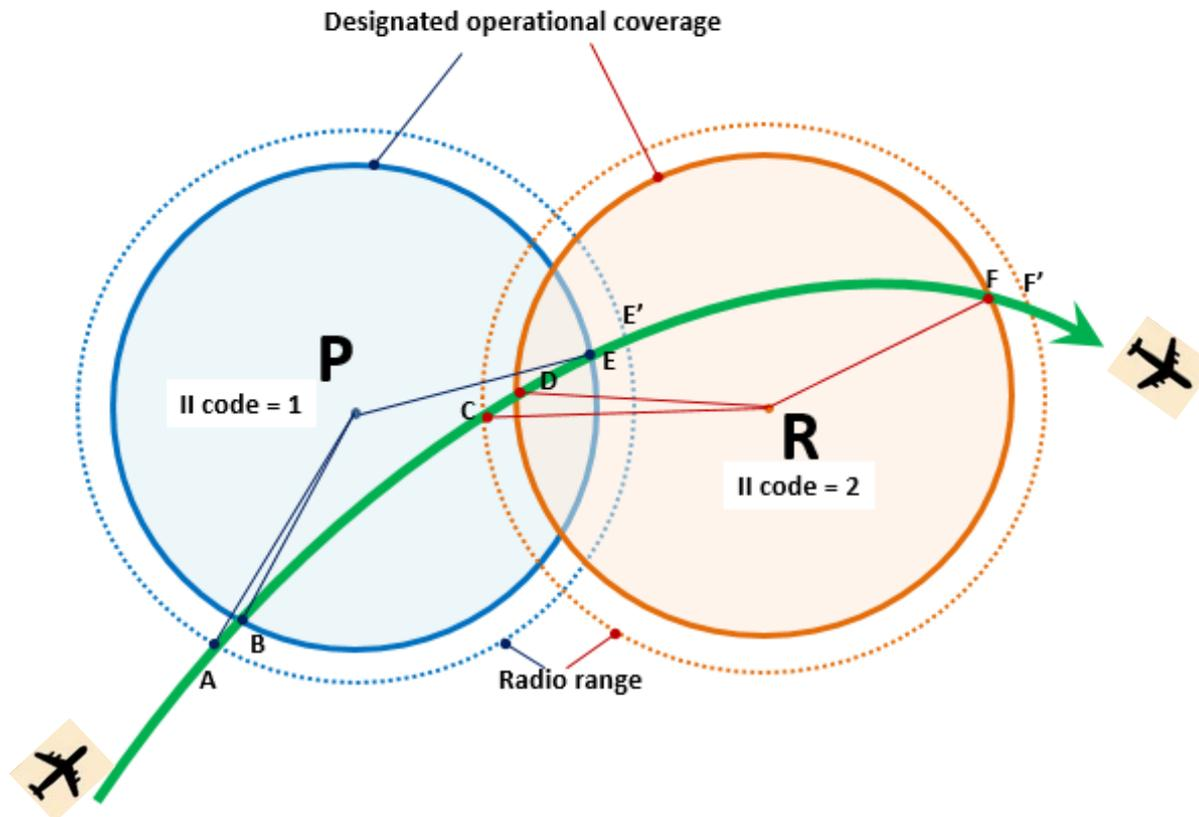 Designated operational coverage
P
II code = 1
R
II code = 2
A
B
C
D
E
E’
F
F’
Radio range